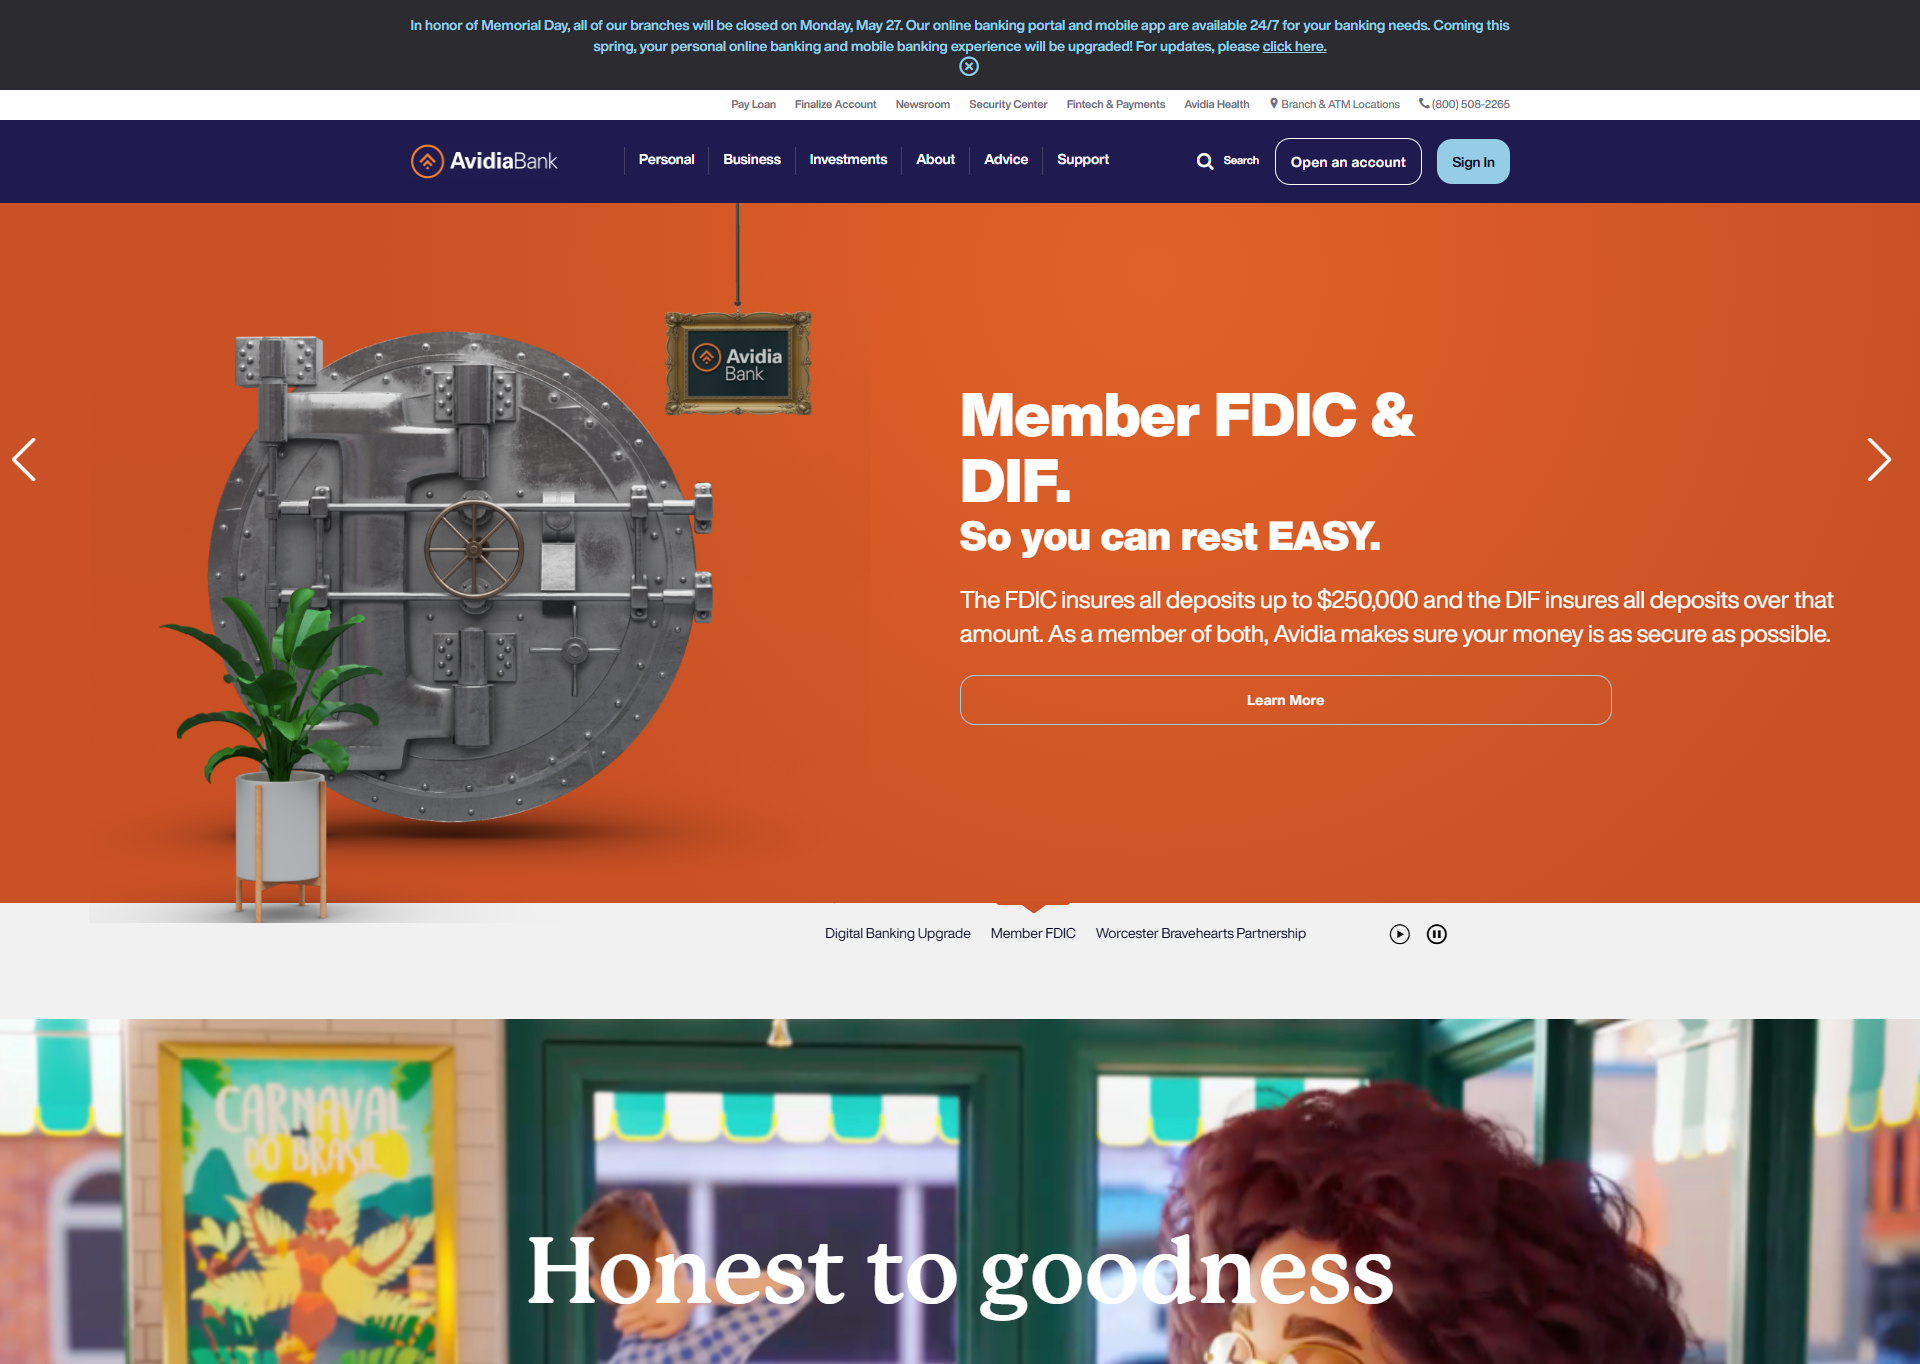 In honor of Memorial Day, all of our branches will be closed on Monday, May 27. Our online banking portal and mobile app are available 24/7 for your banking needs. Coming this
spring, your personal online banking and mobile banking experience will be upgraded! For updates, please click here.
Pay Loan Finalize Account Newsroom Security Center Fintech & Payments Avidia Health Branch & ATM Locations (800) 508-2265
AvidiaBank Personal Business Investments About Advice Support Search Open an account Sign In
Avidia
Bank
Member FDIC &
DIF.
So you can rest EASY.
The FDIC insures all deposits up to $250,000 and the DIF insures all deposits over that
amount. As a member of both, Avidia makes sure your money is as secure as possible.
Learn More
Digital Banking Upgrade Member FDIC Worcester Bravehearts Partnership
CARNAVAL
DO BRASIL
Honest to goodness